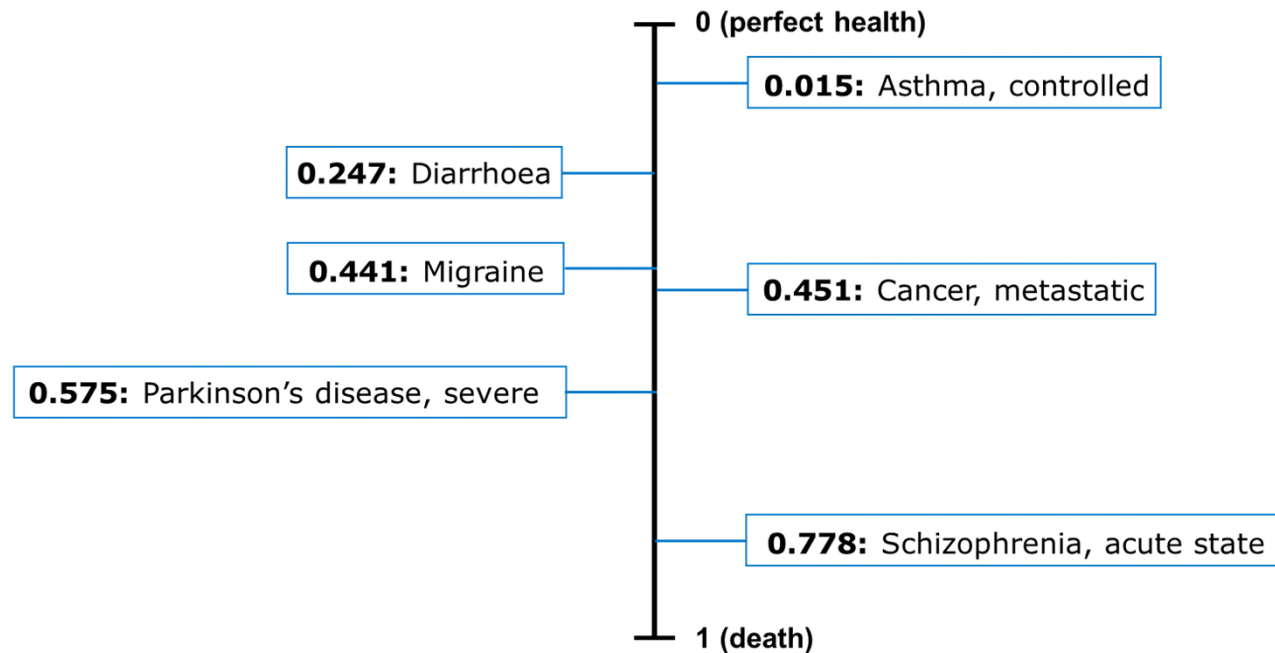 0 (perfect health)
0.015: Asthma, controlled
0.247: Diarrhoea
0.441: Migraine
0.451: Cancer, metastatic
0.575: Parkinson’s disease, severe
0.778: Schizophrenia, acute state
1 (death)